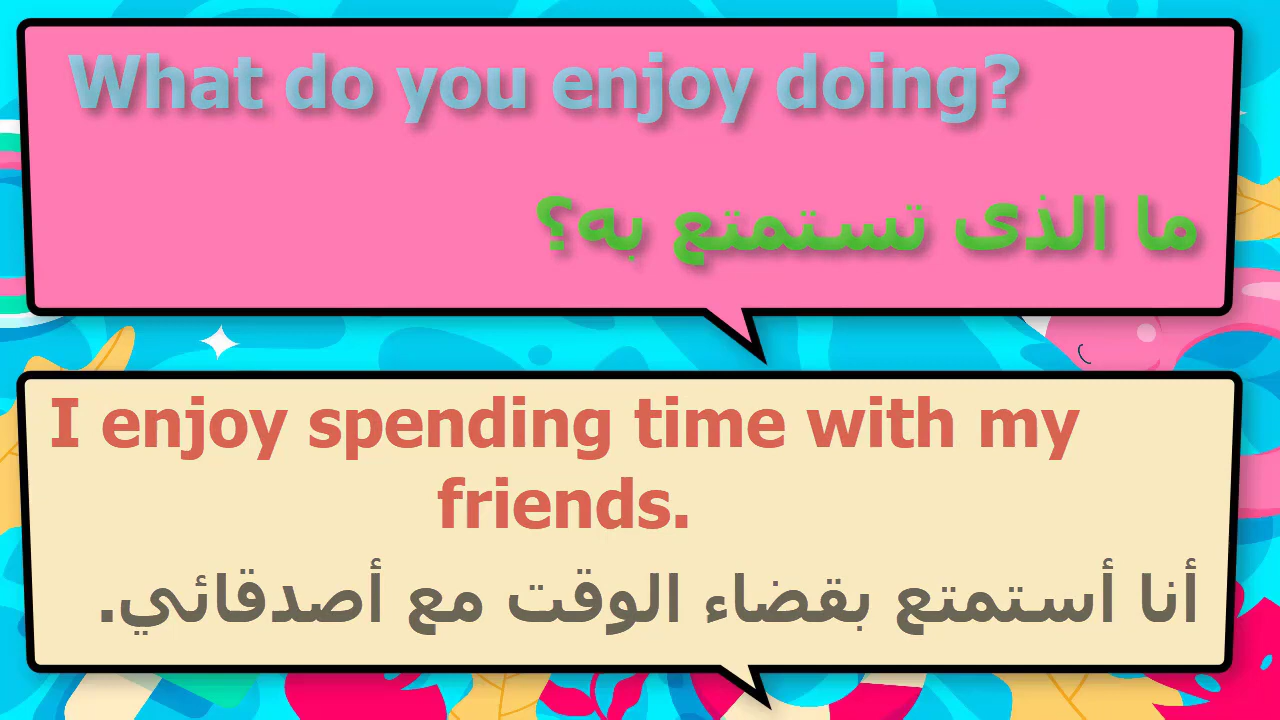 What do you enjoy doing?
ما الذى تستمتع به؟
I enjoy spending time with my
friends.
أنا أستمتع بقضاء الوقت مع أصدقائي.